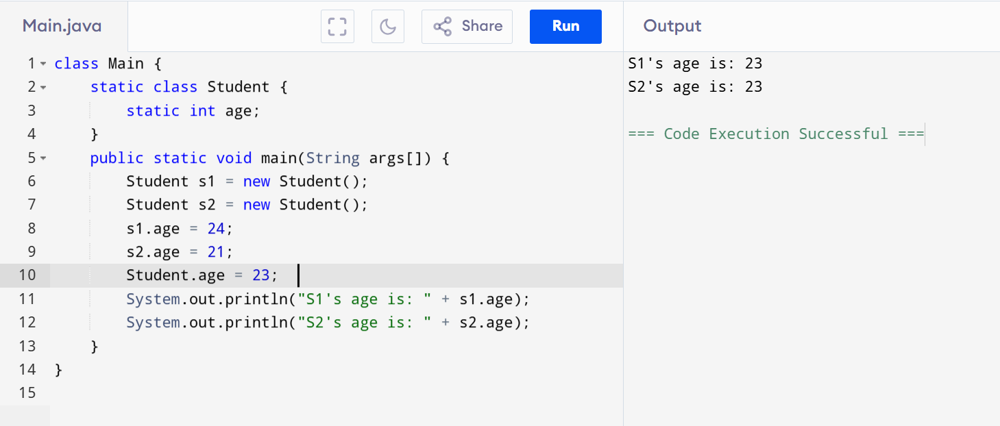 Main.java Share Run Output
1 class Main {
2 static class Student {
3 static int age;
4 }
5 public static void main(String args[]) {
6 Student s1 = new Student();
7 Student s2 = new Student();
8 s1.age = 24;
9 s2.age = 21;
10 Student.age = 23;
11 System.out.println("S1's age is: " + s1.age);
12 System.out.println("S2's age is: " + s2.age);
13 }
14 }
15
S1's age is: 23
S2's age is: 23
=== Code Execution Successful ===